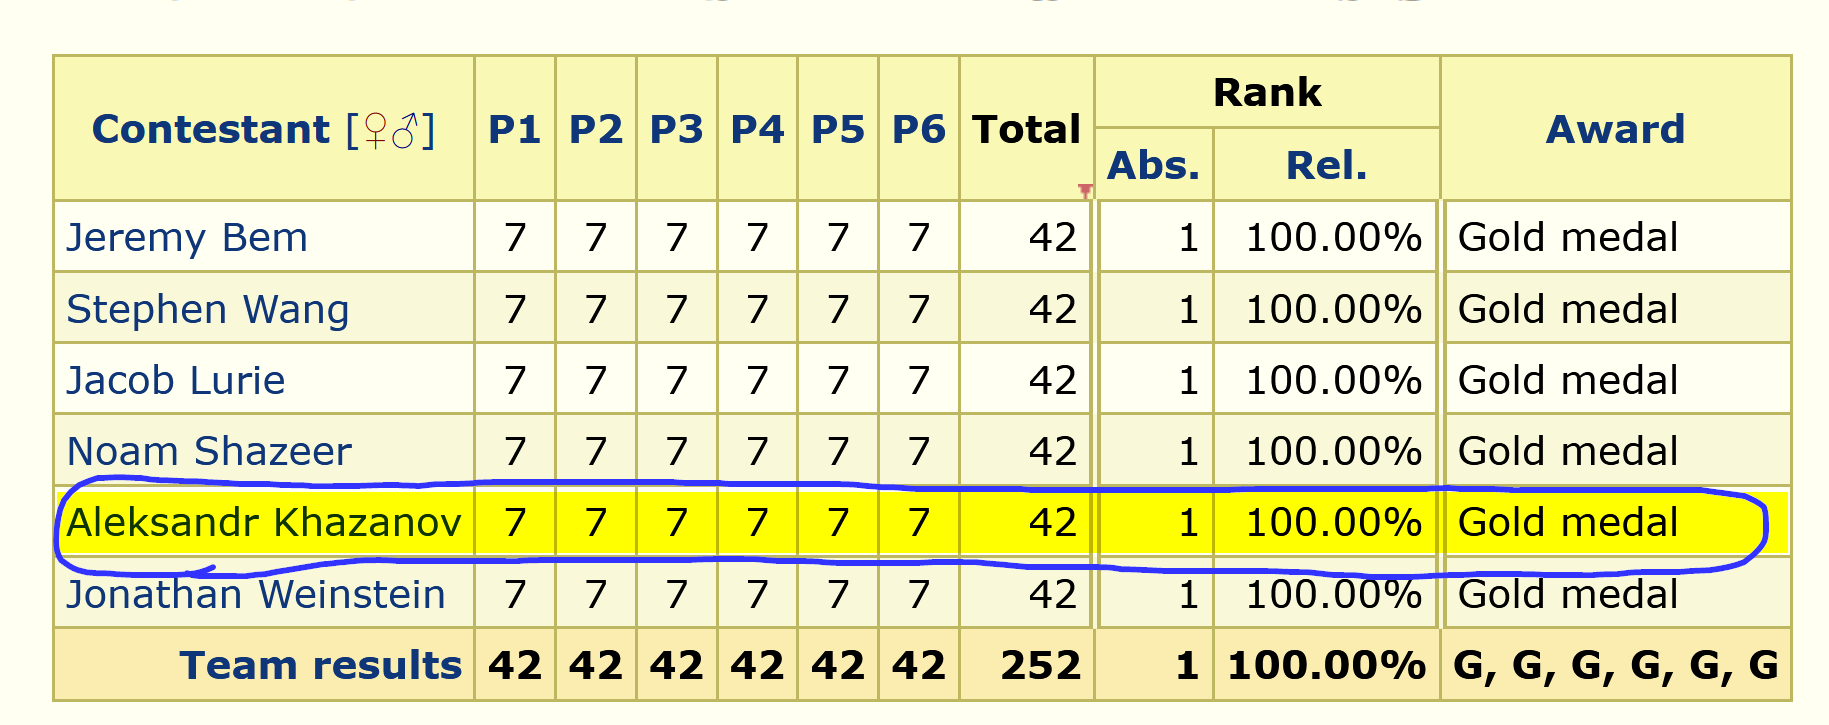 Contestant [♀♂] P1 P2 P3 P4 P5 P6 Total Rank Award
Abs. Rel.
Jeremy Bem 7 7 7 7 7 7 42 1 100.00% Gold medal
Stephen Wang 7 7 7 7 7 7 42 1 100.00% Gold medal
Jacob Lurie 7 7 7 7 7 7 42 1 100.00% Gold medal
Noam Shazeer 7 7 7 7 7 7 42 1 100.00% Gold medal
Aleksandr Khazanov 7 7 7 7 7 7 42 1 100.00% Gold medal
Jonathan Weinstein 7 7 7 7 7 7 42 1 100.00% Gold medal
Team results 42 42 42 42 42 42 252 1 100.00% G, G, G, G, G, G